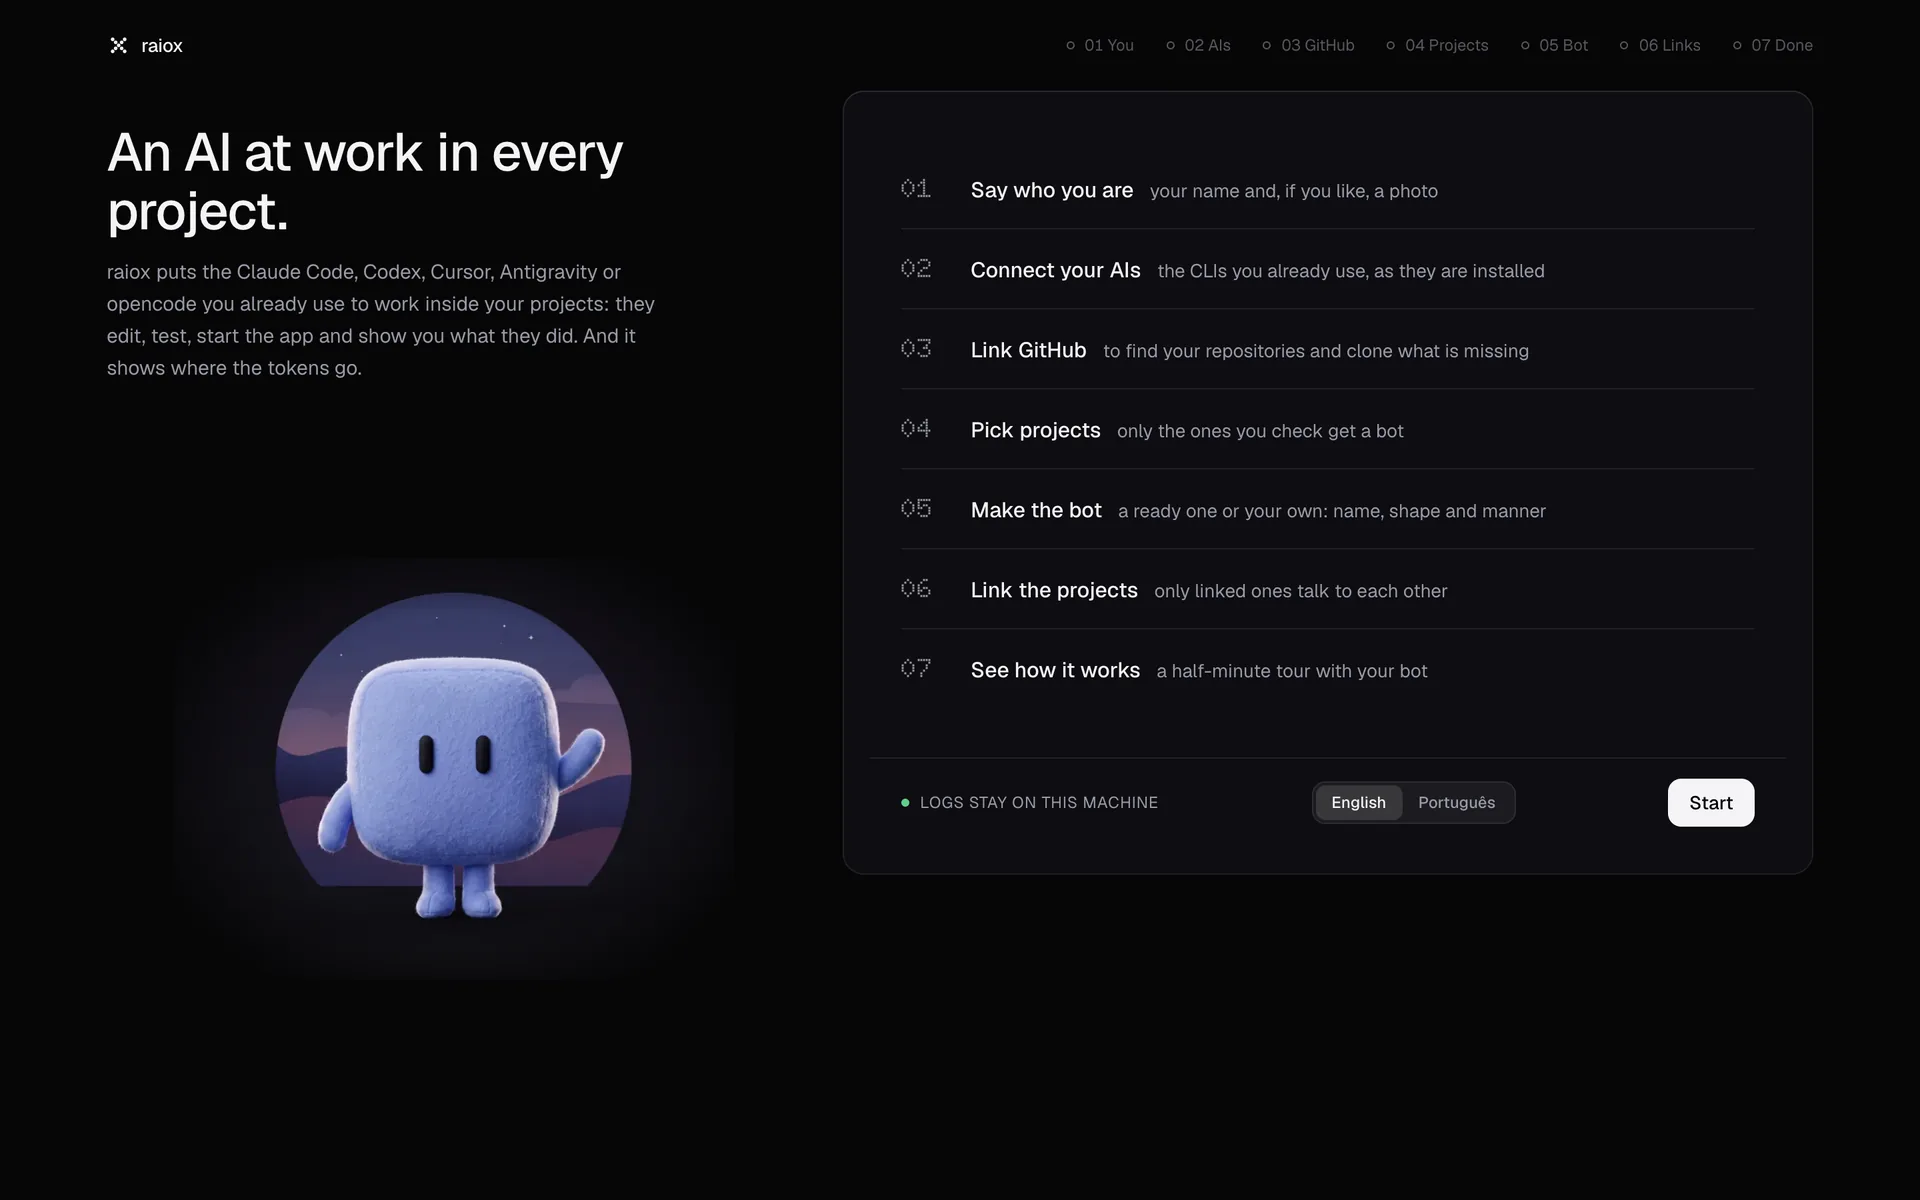 raiox
01 You
02 AIs
03 GitHub
04 Projects
05 Bot
06 Links
07 Done
An AI at work in every
project.
raiox puts the Claude Code, Codex, Cursor, Antigravity or
opencode you already use to work inside your projects: they
edit, test, start the app and show you what they did. And it
shows where the tokens go.
01 Say who you are your name and, if you like, a photo
02 Connect your AIs the CLIs you already use, as they are installed
03 Link GitHub to find your repositories and clone what is missing
04 Pick projects only the ones you check get a bot
05 Make the bot a ready one or your own: name, shape and manner
06 Link the projects only linked ones talk to each other
07 See how it works a half-minute tour with your bot
LOGS STAY ON THIS MACHINE
English
Português
Start